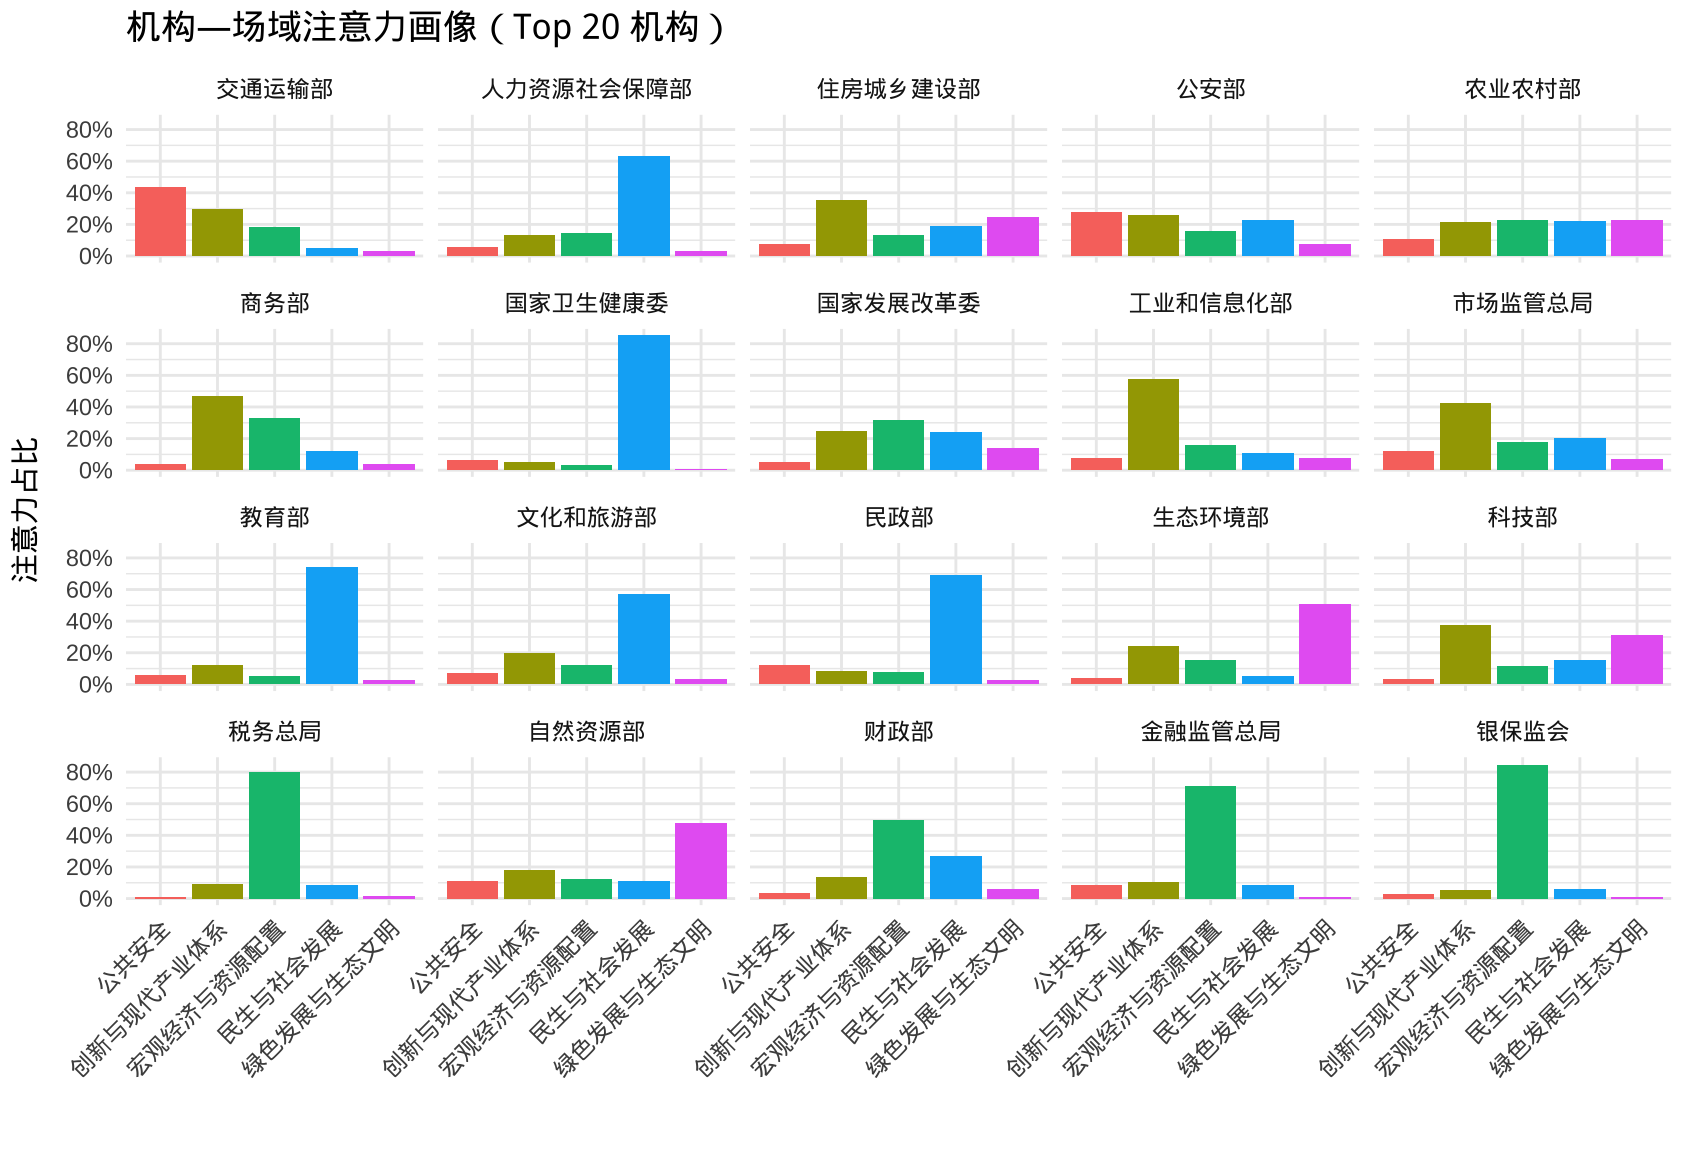 机构—场域注意力画像（Top 20 机构）
交通运输部 人力资源社会保障部 住房城乡建设部 公安部 农业农村部
80%
60%
40%
20%
0%
商务部 国家卫生健康委 国家发展改革委 工业和信息化部 市场监管总局
80%
60%
40%
20%
0%
注意力占比
教育部 文化和旅游部 民政部 生态环境部 科技部
80%
60%
40%
20%
0%
税务总局 自然资源部 财政部 金融监管总局 银保监会
80%
60%
40%
20%
0%
公共安全
创新与现代产业体系
宏观经济与资源配置
民生与社会发展
绿色发展与生态文明
公共安全
创新与现代产业体系
宏观经济与资源配置
民生与社会发展
绿色发展与生态文明
公共安全
创新与现代产业体系
宏观经济与资源配置
民生与社会发展
绿色发展与生态文明
公共安全
创新与现代产业体系
宏观经济与资源配置
民生与社会发展
绿色发展与生态文明
公共安全
创新与现代产业体系
宏观经济与资源配置
民生与社会发展
绿色发展与生态文明